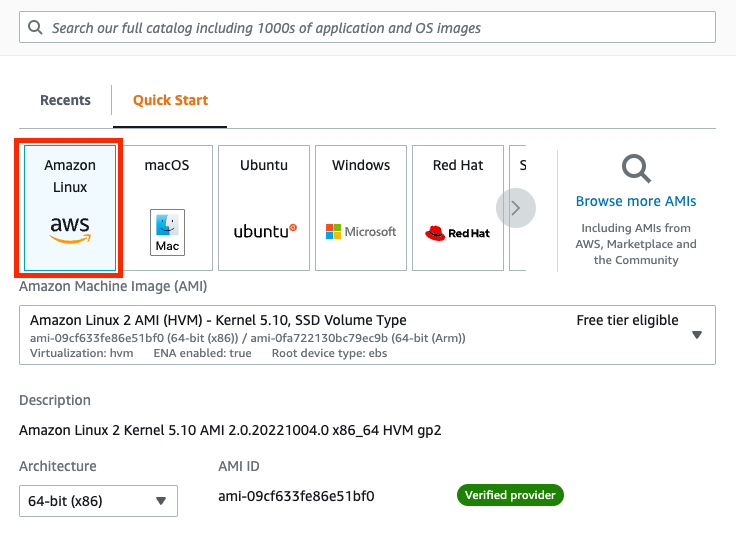 Search our full catalog including 1000s of application and OS images
Recents
Quick Start
Amazon
Linux
aws
macOS
Mac
Ubuntu
ubuntu
Windows
Microsoft
Red Hat
Red Hat
S
Browse more AMIs
Including AMIs from
AWS, Marketplace and
the Community
Amazon Machine Image (AMI)
Amazon Linux 2 AMI (HVM) - Kernel 5.10, SSD Volume Type
Free tier eligible
ami-09cf633fe86e51bf0 (64-bit (x86)) / ami-0fa722130bc79ec9b (64-bit (Arm))
Virtualization: hvm ENA enabled: true Root device type: ebs
Description
Amazon Linux 2 Kernel 5.10 AMI 2.0.20221004.0 x86_64 HVM gp2
Architecture
AMI ID
64-bit (x86)
ami-09cf633fe86e51bf0
Verified provider